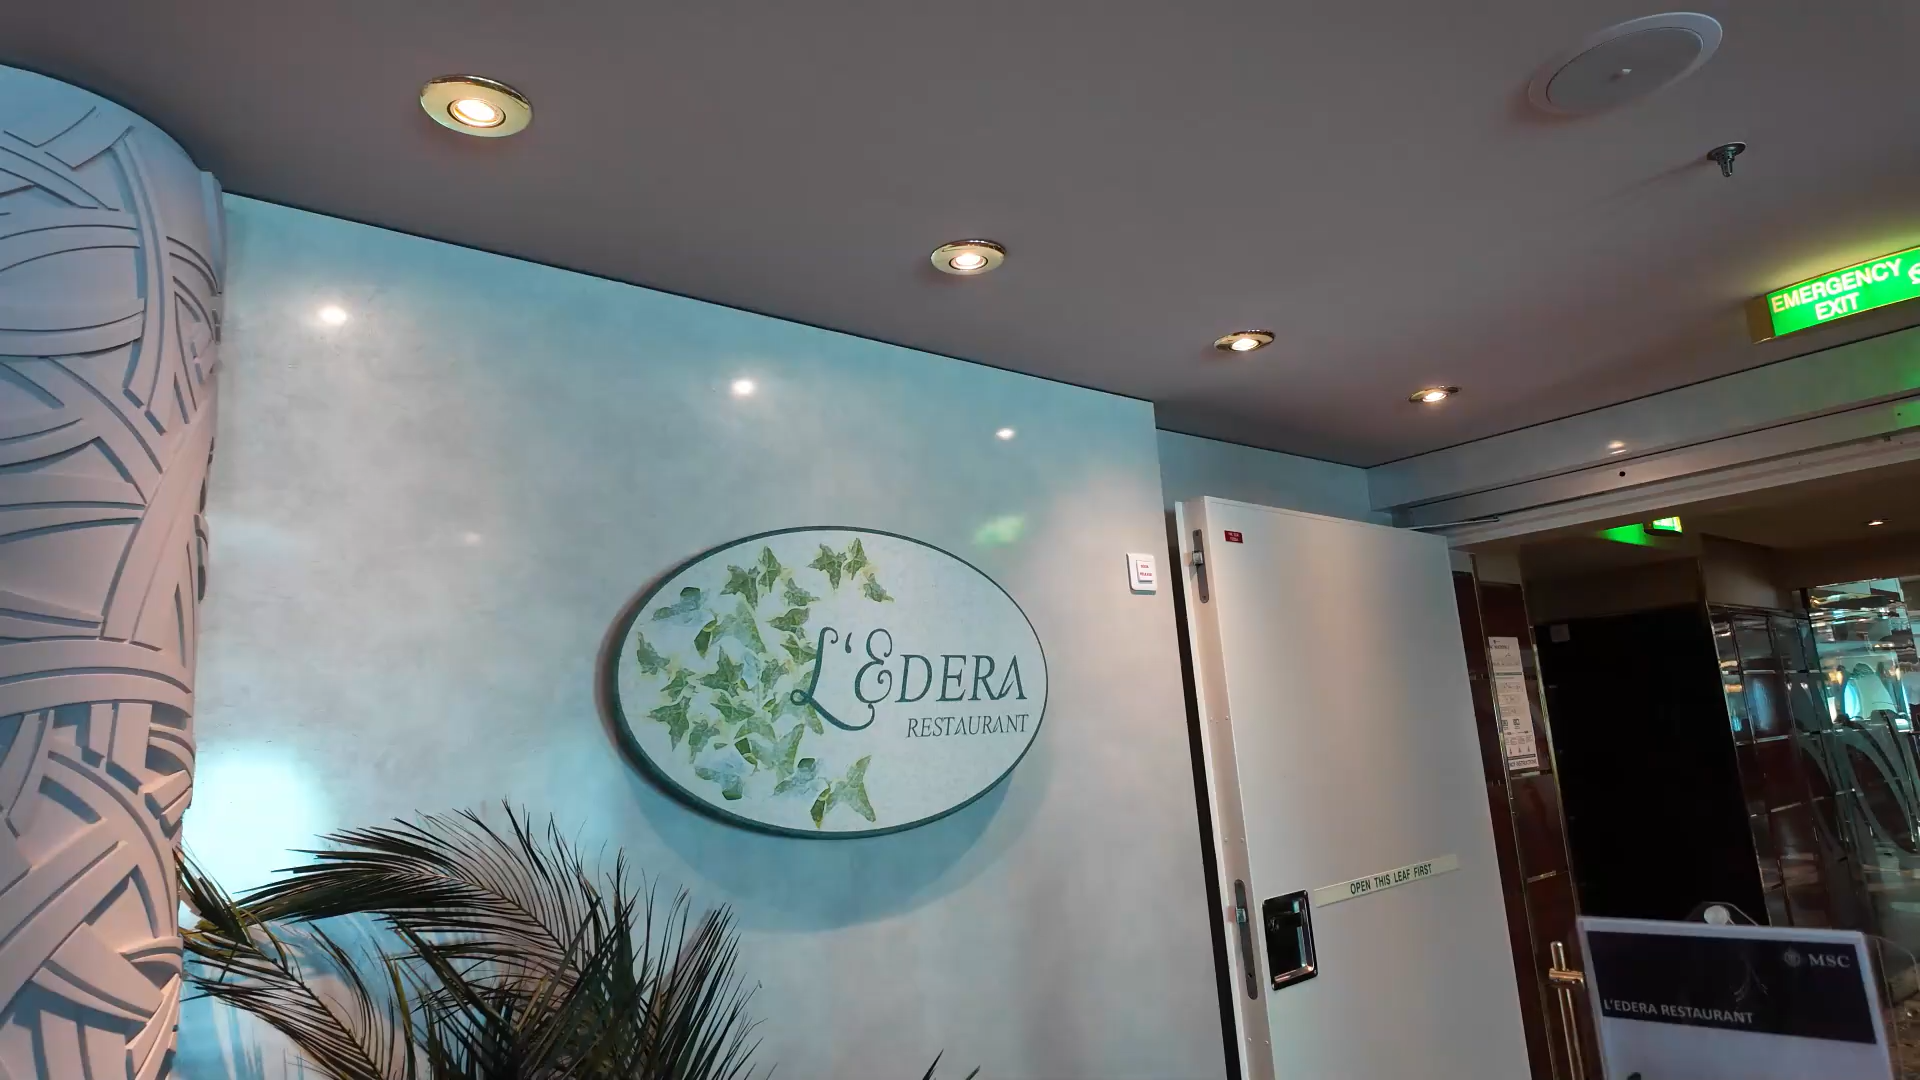 EMERGENCY
EXIT
L'EDERA
RESTAURANT
OPEN THIS LEAF FIRST
MSC
L'EDERA RESTAURANT